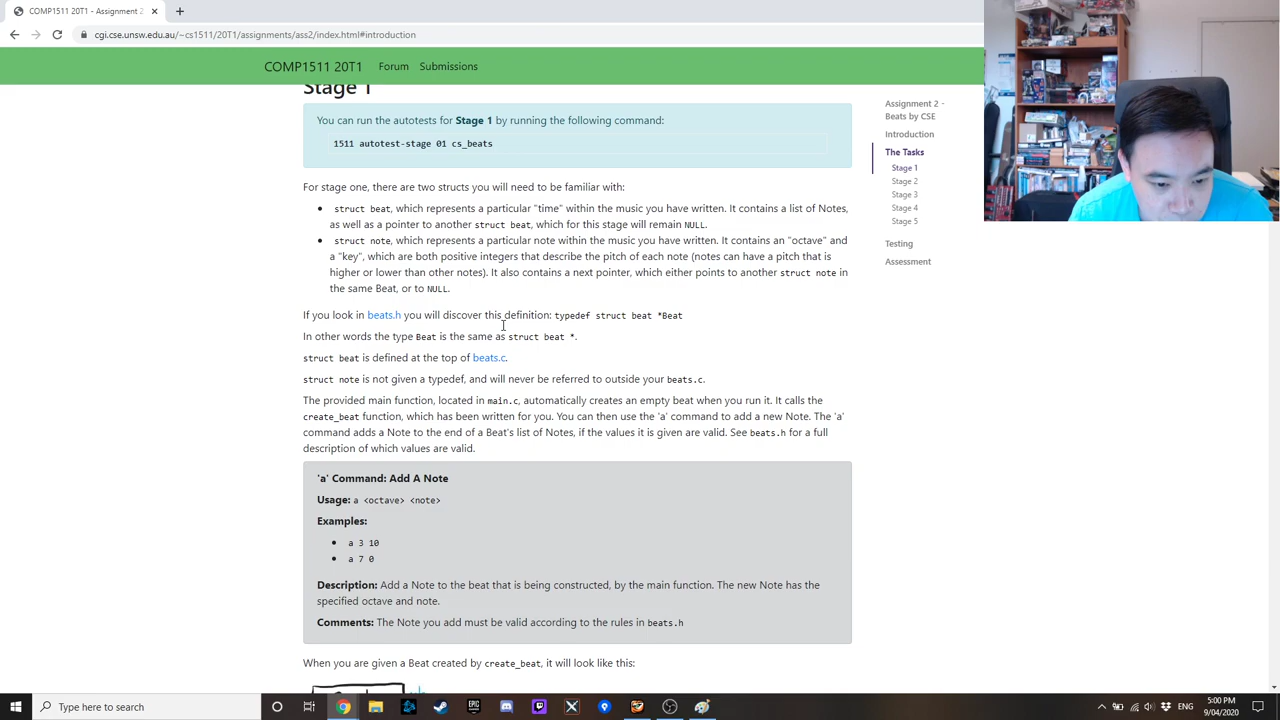 COMP1511 20T1 - Assignment 2
cgi.cse.unsw.edu.au/~cs1511/20T1/assignments/ass2/index.html#introduction
COMP1511 20T1 Forum Submissions
Stage 1
You can run the autotests for Stage 1 by running the following command:
1511 autotest-stage 01 cs_beats
For stage one, there are two structs you will need to be familiar with:
struct beat, which represents a particular "time" within the music you have written. It contains a list of Notes,
as well as a pointer to another struct beat, which for this stage will remain NULL.
struct note, which represents a particular note within the music you have written. It contains an "octave" and
a "key", which are both positive integers that describe the pitch of each note (notes can have a pitch that is
higher or lower than other notes). It also contains a next pointer, which either points to another struct note in
the same Beat, or to NULL.
If you look in beats.h you will discover this definition: typedef struct beat *Beat
In other words the type Beat is the same as struct beat *.
struct beat is defined at the top of beats.c.
struct note is not given a typedef, and will never be referred to outside your beats.c.
The provided main function, located in main.c, automatically creates an empty beat when you run it. It calls the
create_beat function, which has been written for you. You can then use the 'a' command to add a new Note. The 'a'
command adds a Note to the end of a Beat's list of Notes, if the values it is given are valid. See beats.h for a full
description of which values are valid.
'a' Command: Add A Note
Usage: a <octave> <note>
Examples:
a 3 10
a 7 0
Description: Add a Note to the beat that is being constructed, by the main function. The new Note has the
specified octave and note.
Comments: The Note you add must be valid according to the rules in beats.h
When you are given a Beat created by create_beat, it will look like this:
Assignment 2 -
Beats by CSE
Introduction
The Tasks
Stage 1
Stage 2
Stage 3
Stage 4
Stage 5
Testing
Assessment
Type here to search
ENG
5:00 PM
9/04/2020